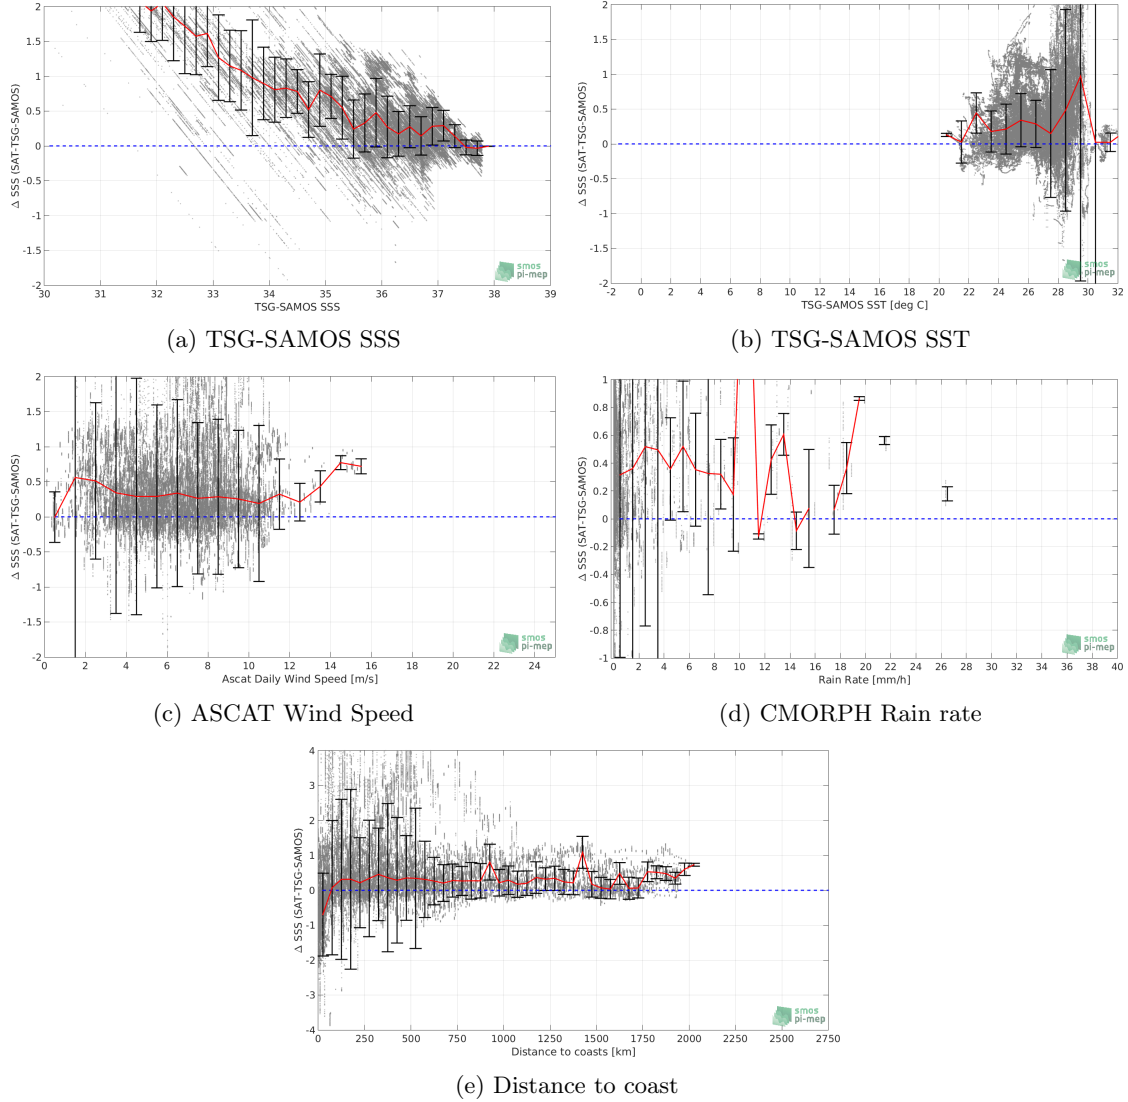 2
1.5
1
0.5
0
-0.5
-1
-1.5
-2
Δ SSS (SAT-TSG-SAMOS)
30 31 32 33 34 35 36 37 38 39
TSG-SAMOS SSS
smos
pi-mep
(a) TSG-SAMOS SSS
2
1.5
1
0.5
0
-0.5
-1
-1.5
-2
Δ SSS (SAT-TSG-SAMOS)
-2 0 2 4 6 8 10 12 14 16 18 20 22 24 26 28 30 32
TSG-SAMOS SST [deg C]
smos
pi-mep
(b) TSG-SAMOS SST
2
1.5
1
0.5
0
-0.5
-1
-1.5
-2
Δ SSS (SAT-TSG-SAMOS)
0 2 4 6 8 10 12 14 16 18 20 22 24
Ascat Daily Wind Speed [m/s]
smos
pi-mep
(c) ASCAT Wind Speed
1
0.8
0.6
0.4
0.2
0
-0.2
-0.4
-0.6
-0.8
-1
Δ SSS (SAT-TSG-SAMOS)
0 2 4 6 8 10 12 14 16 18 20 22 24 26 28 30 32 34 36 38 40
Rain Rate [mm/h]
smos
pi-mep
(d) CMORPH Rain rate
4
3
2
1
0
-1
-2
-3
-4
Δ SSS (SAT-TSG-SAMOS)
0 250 500 750 1000 1250 1500 1750 2000 2250 2500 2750
Distance to coasts [km]
smos
pi-mep
(e) Distance to coast